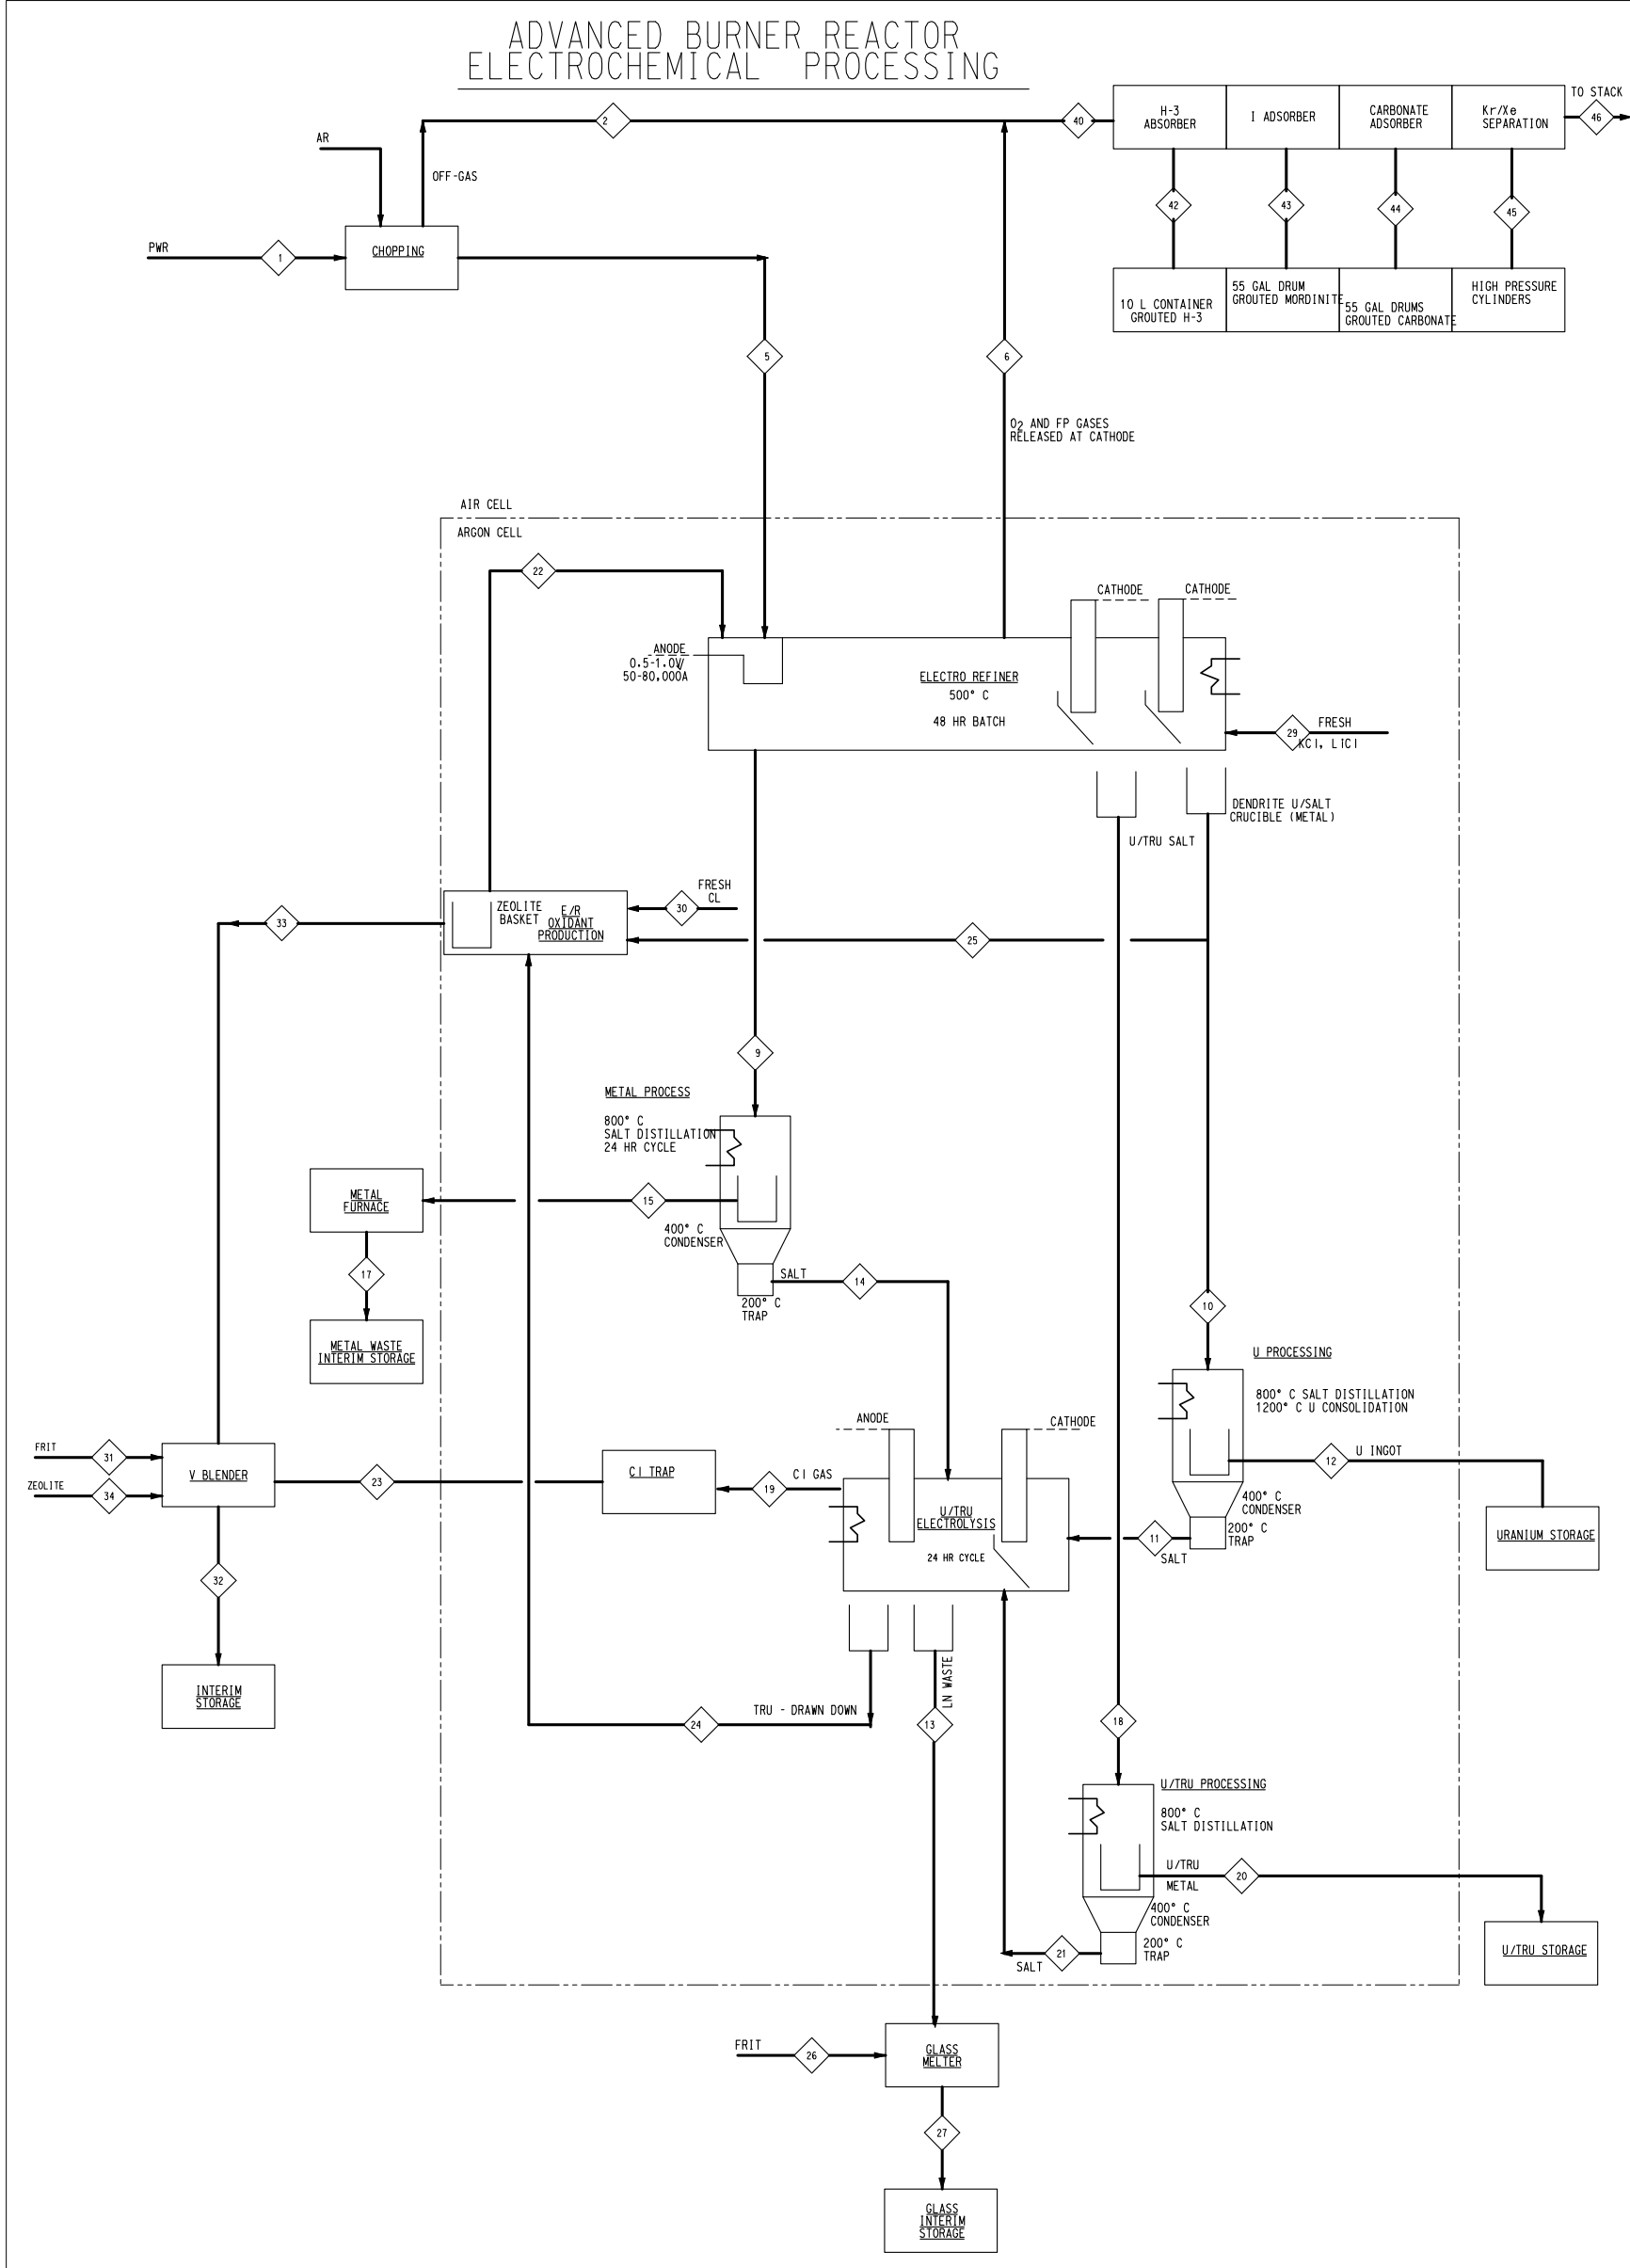 ADVANCED BURNER REACTOR
ELECTROCHEMICAL PROCESSING
TO STACK
H-3
ABSORBER
I ADSORBER
CARBONATE
ADSORBER
Kr/Xe
SEPARATION
46
2
40
AR
OFF-GAS
42
43
44
45
PWR
1
CHOPPING
10 L CONTAINER
GROUTED H-3
55 GAL DRUM
GROUTED MORDINITE
55 GAL DRUMS
GROUTED CARBONATE
HIGH PRESSURE
CYLINDERS
5
6
O2 AND FP GASES
RELEASED AT CATHODE
AIR CELL
ARGON CELL
22
CATHODE
CATHODE
ANODE
0.5-1.0V/
50-80,000A
ELECTRO REFINER
500° C
48 HR BATCH
29
FRESH
KCl, LICl
DENDRITE U/SALT
CRUCIBLE (METAL)
U/TRU SALT
33
ZEOLITE
BASKET
E/R
OXIDANT
PRODUCTION
30
FRESH
CL
25
9
METAL PROCESS
800° C
SALT DISTILLATION
24 HR CYCLE
METAL
FURNACE
15
400° C
CONDENSER
17
SALT
14
200° C
TRAP
10
METAL WASTE
INTERIM STORAGE
U PROCESSING
800° C SALT DISTILLATION
1200° C U CONSOLIDATION
ANODE
CATHODE
FRIT
31
V BLENDER
ZEOLITE
34
23
Cl TRAP
Cl GAS
19
U/TRU
ELECTROLYSIS
24 HR CYCLE
12
U INGOT
400° C
CONDENSER
200° C
TRAP
11
SALT
URANIUM STORAGE
32
INTERIM
STORAGE
TRU - DRAWN DOWN
24
LN WASTE
13
18
U/TRU PROCESSING
800° C
SALT DISTILLATION
U/TRU
METAL
20
400° C
CONDENSER
200° C
TRAP
21
SALT
U/TRU STORAGE
FRIT
26
GLASS
MELTER
27
GLASS
INTERIM
STORAGE